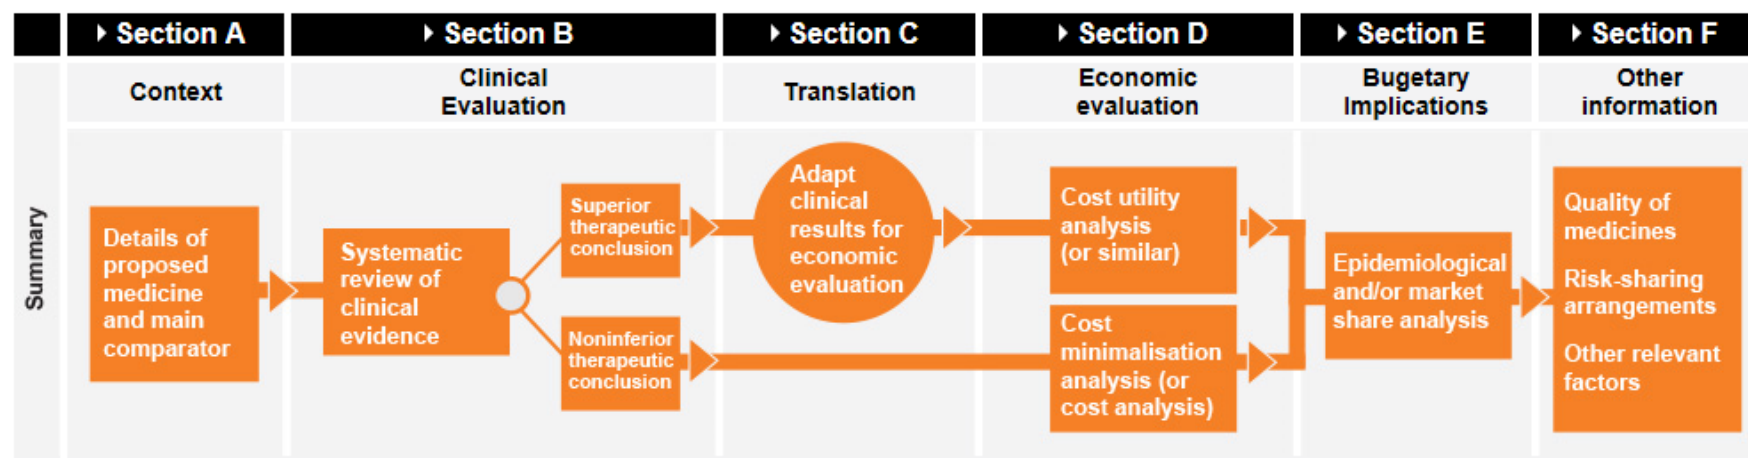 Section A
Section B
Section C
Section D
Section E
Section F
Context
Clinical
Evaluation
Translation
Economic
evaluation
Bugetary
Implications
Other
information
Summary
Details of
proposed
medicine
and main
comparator
Systematic
review of
clinical
evidence
Superior
therapeutic
conclusion
Noninferior
therapeutic
conclusion
Adapt
clinical
results for
economic
evaluation
Cost utility
analysis
(or similar)
Cost
minimalisation
analysis (or
cost analysis)
Epidemiological
and/or market
share analysis
Quality of
medicines
Risk-sharing
arrangements
Other relevant
factors